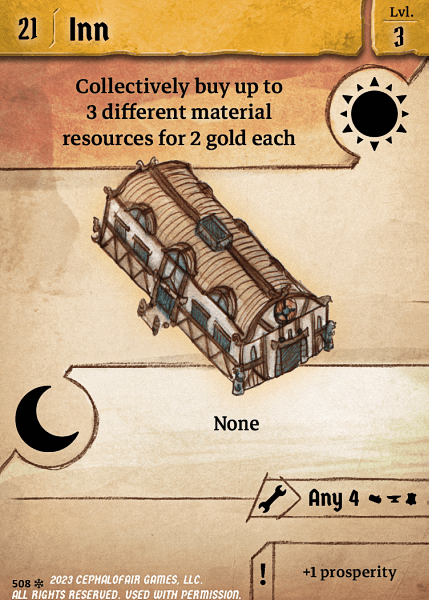 21 Inn
Lvl.
3
Collectively buy up to
3 different material
resources for 2 gold each
None
Any 4
! +1 prosperity
508 ✻ 2023 CEPHALOFAIR GAMES, LLC.
ALL RIGHTS RESERVED. USED WITH PERMISSION.